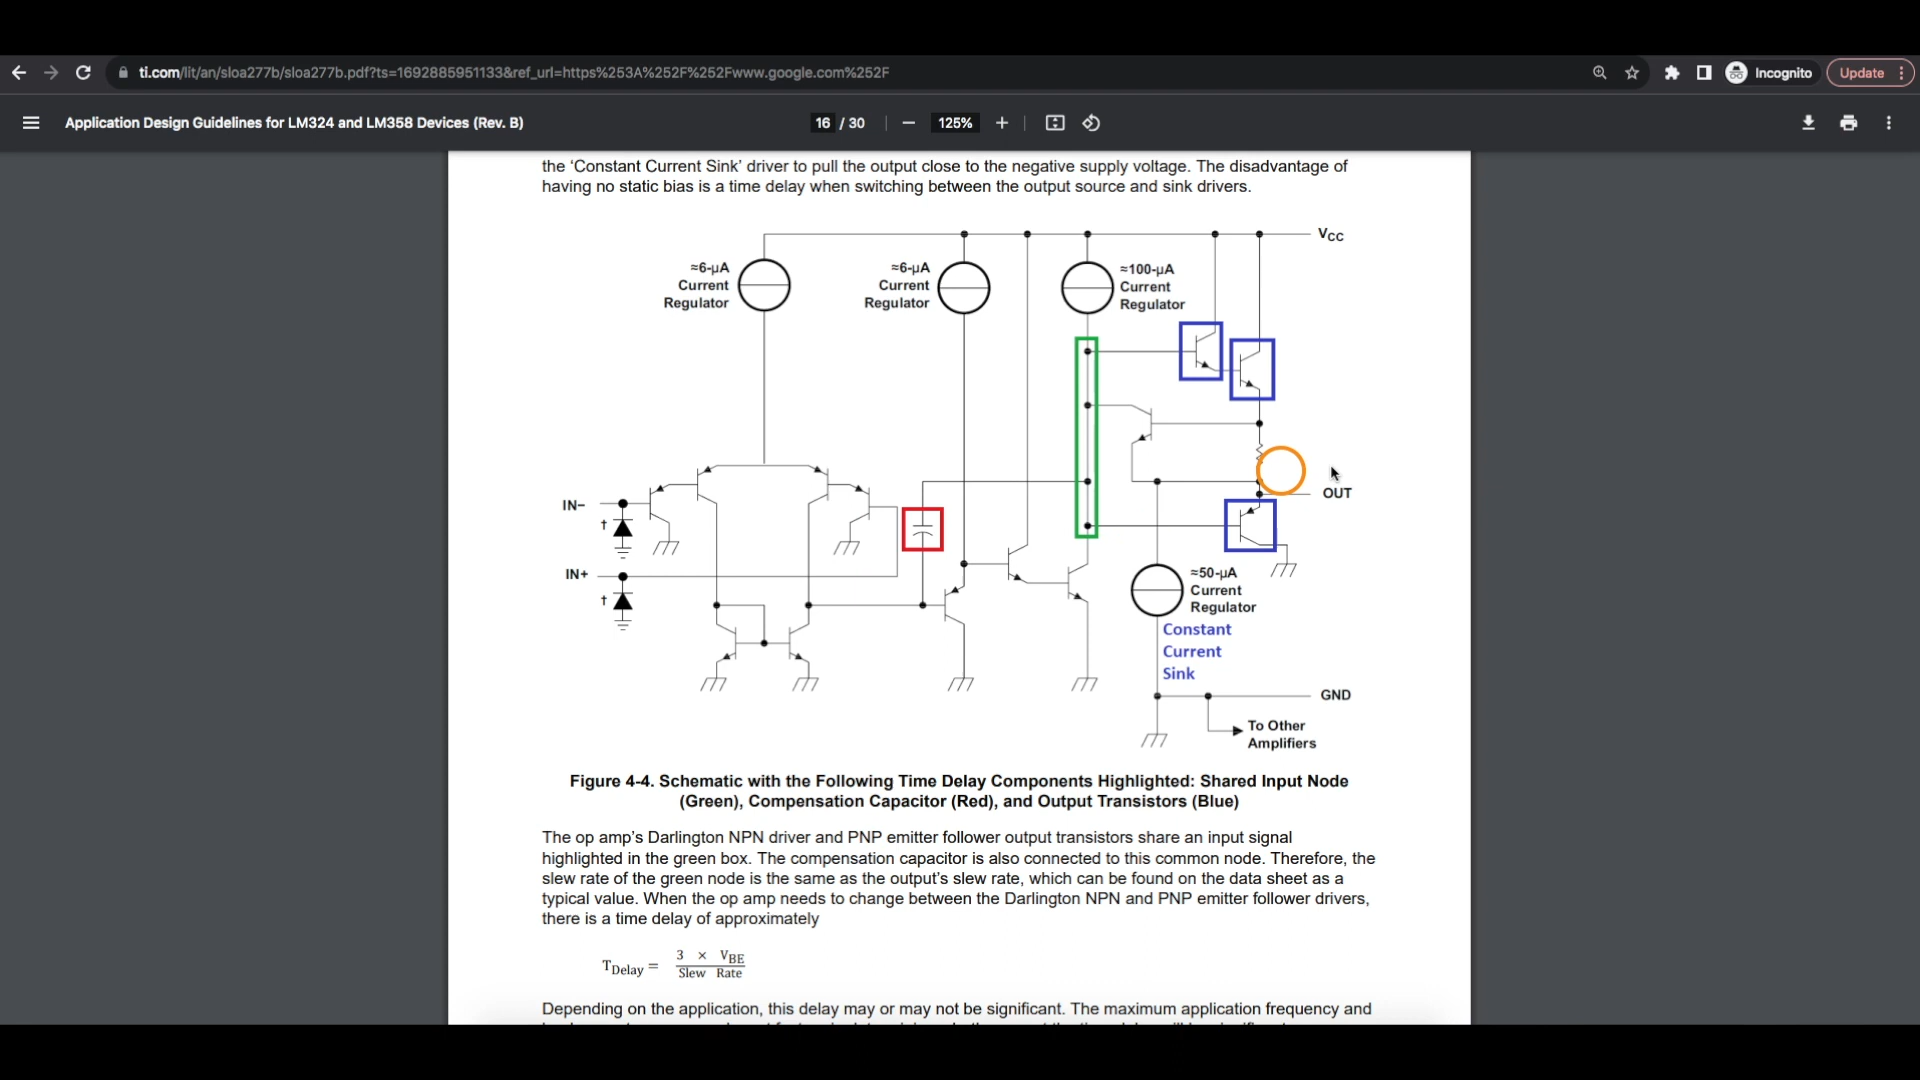 ti.com/lit/an/sloa277b/sloa277b.pdf?ts=1692885951133&ref_url=https%253A%252F%252Fwww.google.com%252F
Incognito
Update
Application Design Guidelines for LM324 and LM358 Devices (Rev. B)
16 / 30
125%
the ‘Constant Current Sink’ driver to pull the output close to the negative supply voltage. The disadvantage of
having no static bias is a time delay when switching between the output source and sink drivers.
VCC
≈6-µA
Current
Regulator
≈6-µA
Current
Regulator
≈100-µA
Current
Regulator
IN−
†
IN+
†
OUT
≈50-µA
Current
Regulator
Constant
Current
Sink
GND
To Other
Amplifiers
Figure 4-4. Schematic with the Following Time Delay Components Highlighted: Shared Input Node
(Green), Compensation Capacitor (Red), and Output Transistors (Blue)
The op amp’s Darlington NPN driver and PNP emitter follower output transistors share an input signal
highlighted in the green box. The compensation capacitor is also connected to this common node. Therefore, the
slew rate of the green node is the same as the output’s slew rate, which can be found on the data sheet as a
typical value. When the op amp needs to change between the Darlington NPN and PNP emitter follower drivers,
there is a time delay of approximately
TDelay = 3 × VBE
Slew Rate
Depending on the application, this delay may or may not be significant. The maximum application frequency and